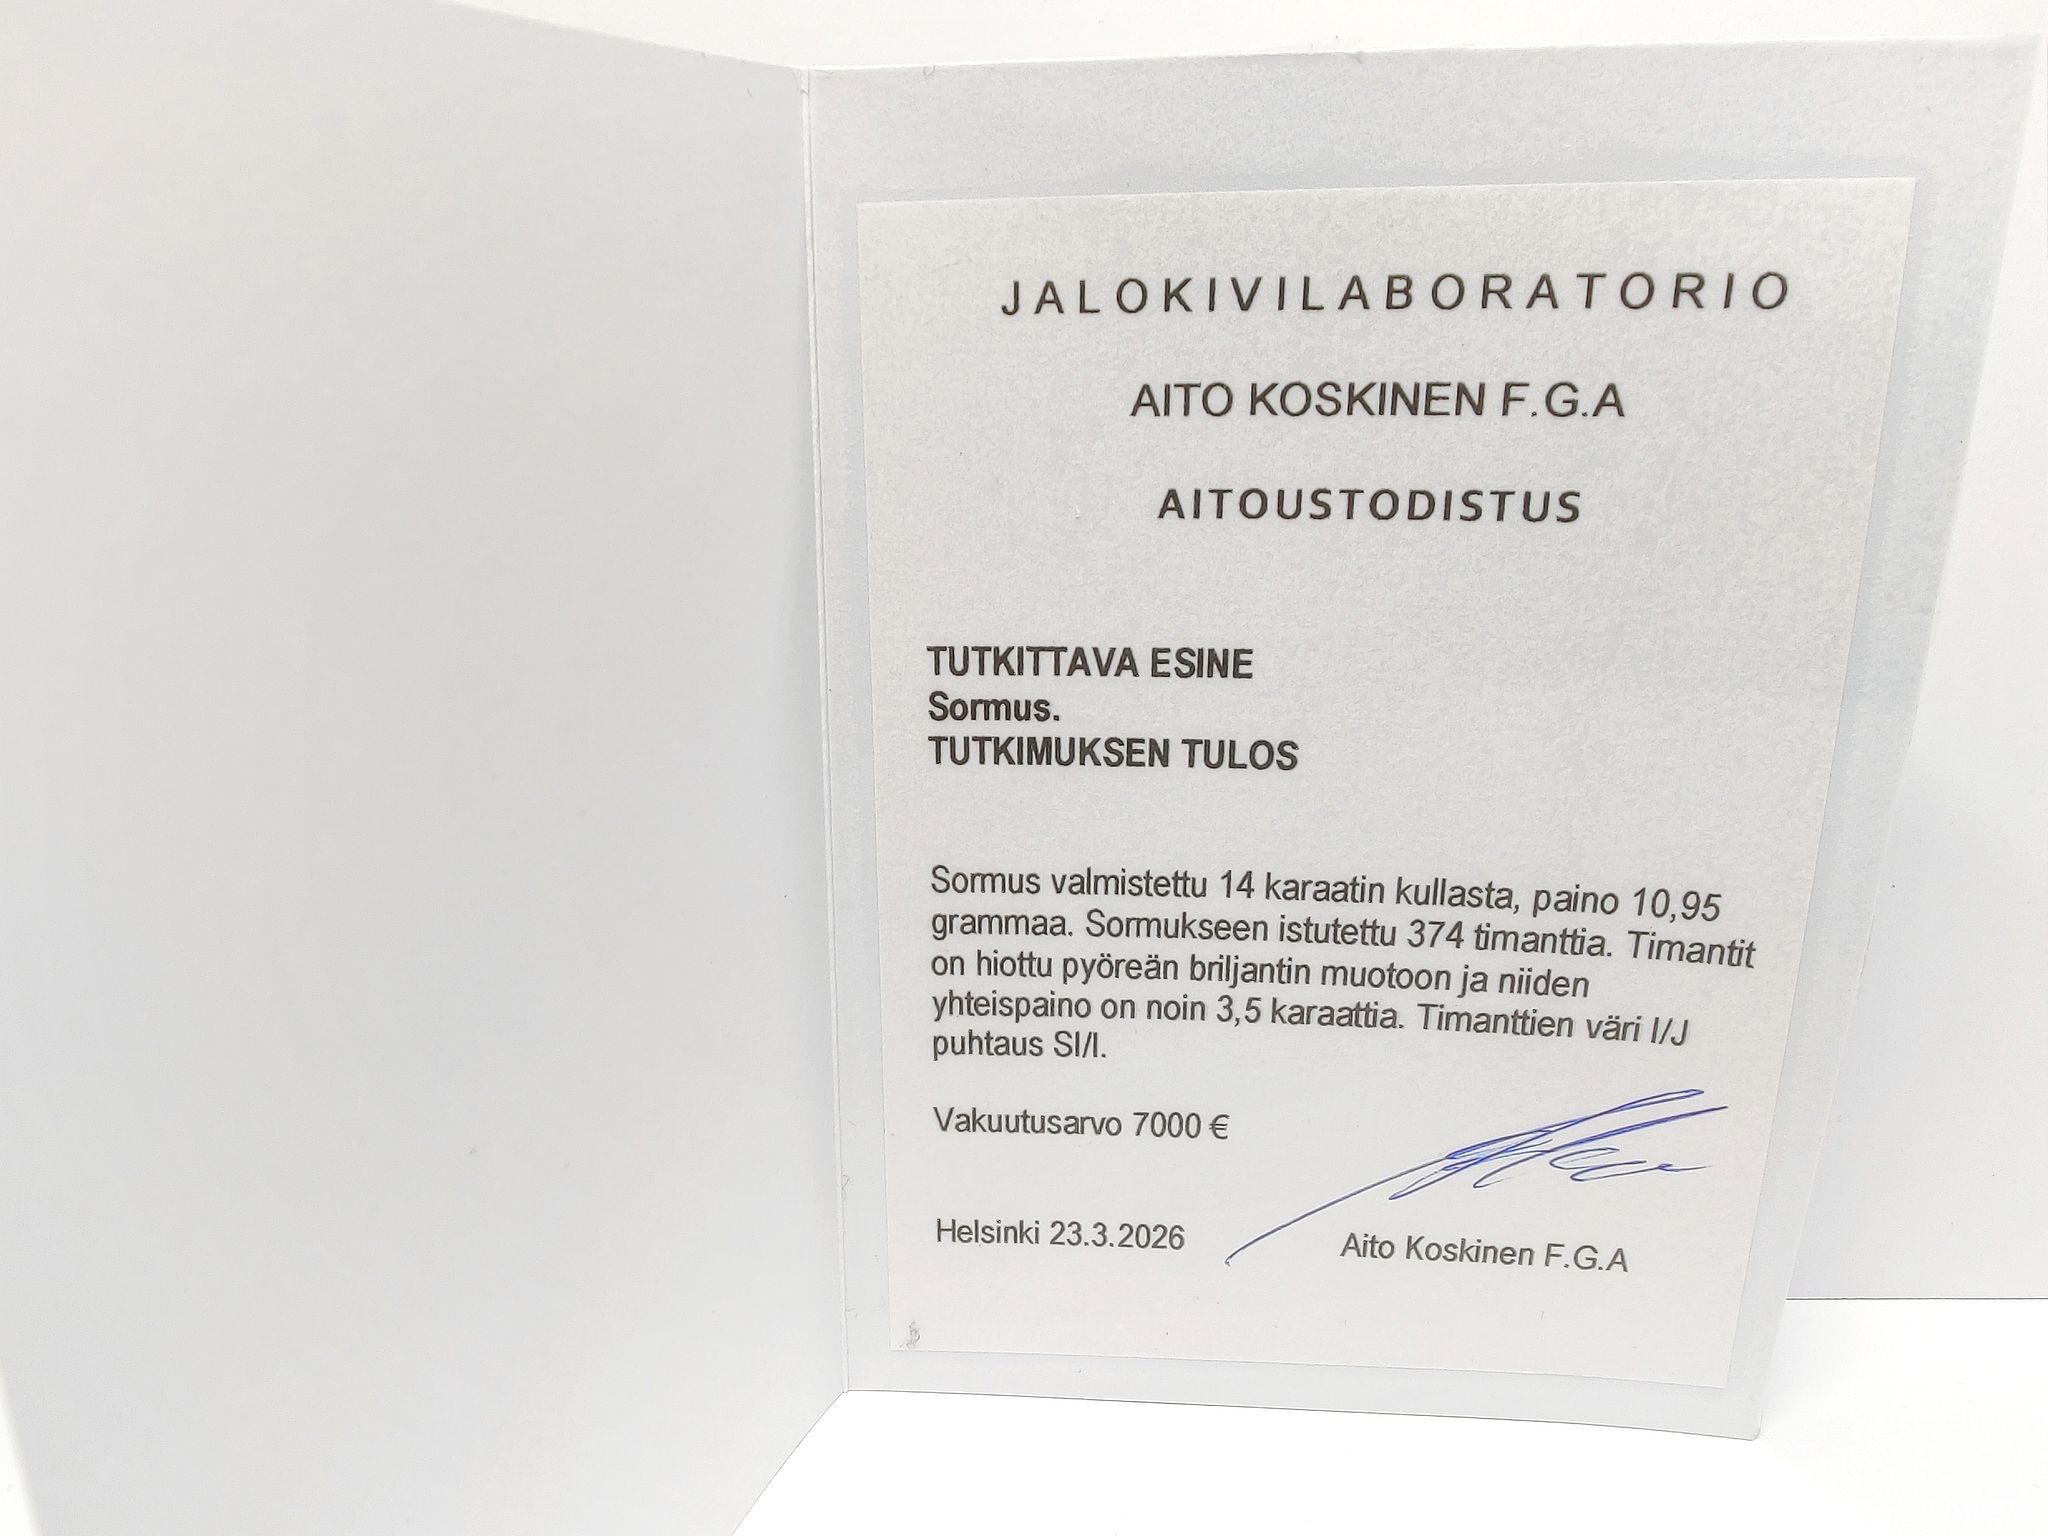 JALOKIVILABORATORIO
AITO KOSKINEN F.G.A
AITOUSTODISTUS
TUTKITTAVA ESINE
Sormus.
TUTKIMUKSEN TULOS
Sormus valmistettu 14 karaatin kullasta, paino 10,95
grammaa. Sormukseen istutettu 374 timanttia. Timantit
on hiottu pyöreän briljantin muotoon ja niiden
yhteispaino on noin 3,5 karaattia. Timanttien väri I/J
puhtaus SI/I.
Vakuutusarvo 7000 €
Helsinki 23.3.2026
Aito Koskinen F.G.A